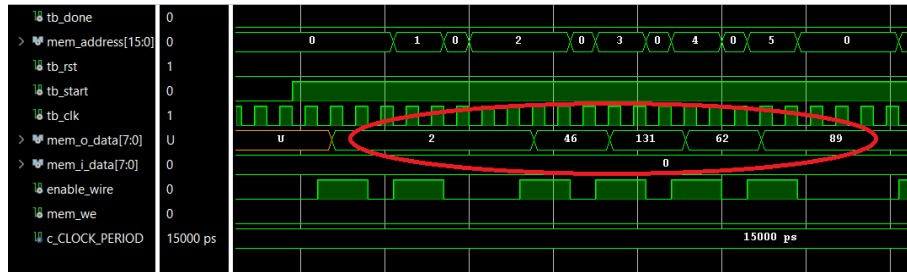 tb_done 0
mem_address[15:0] 0 0 1 0 2 0 3 0 4 0 5 0
tb_rst 1
tb_start 0
tb_clk 1
mem_o_data[7:0] U U 2 46 131 62 89
mem_i_data[7:0] 0 0
enable_wire 0
mem_we 0
c_CLOCK_PERIOD 15000 ps 15000 ps